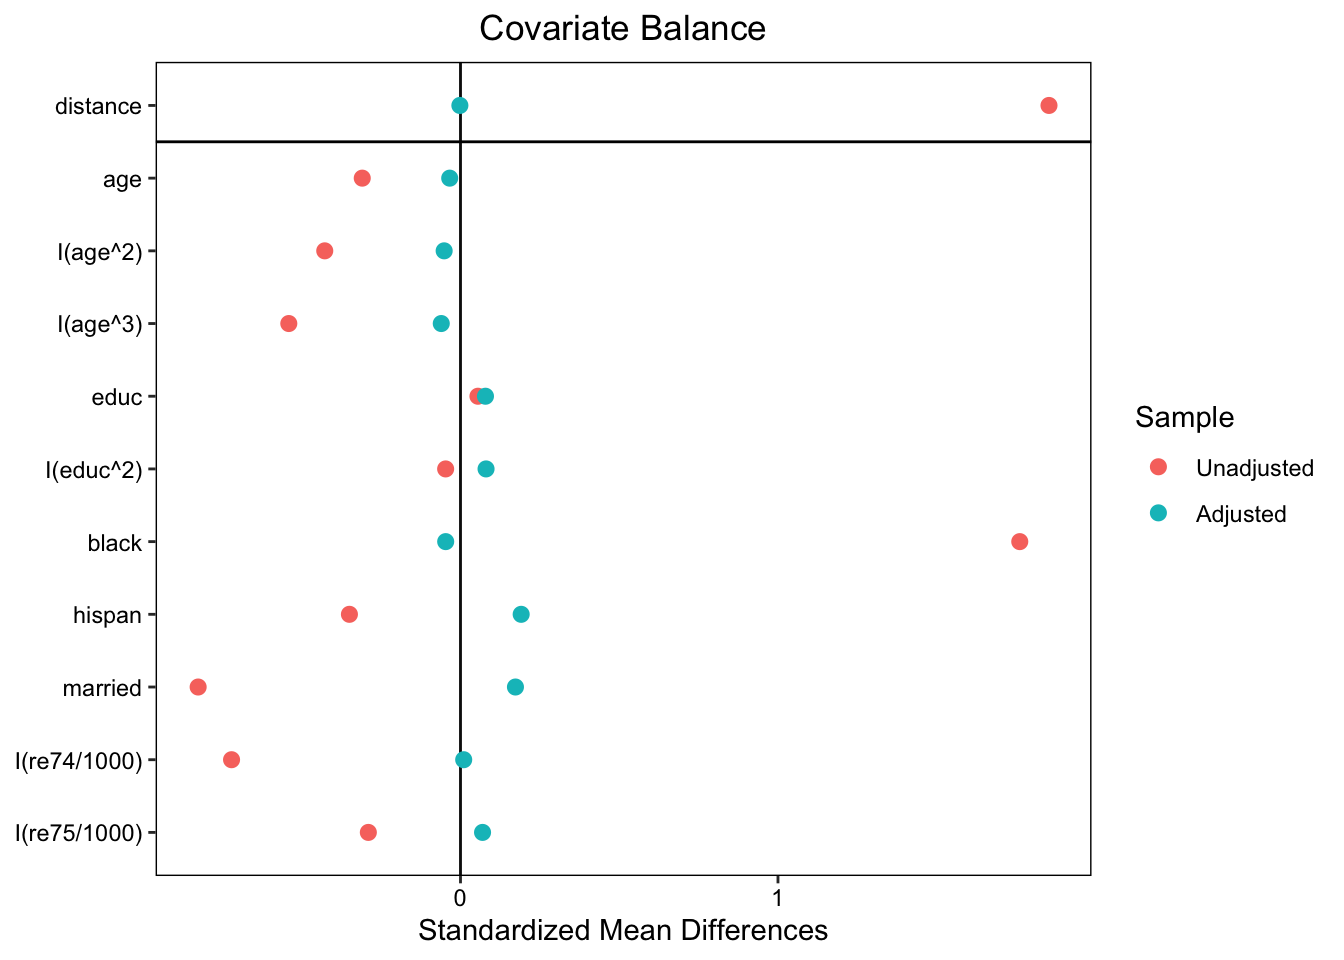 Covariate Balance
distance
age
I(age^2)
I(age^3)
educ
I(educ^2)
black
hispan
married
I(re74/1000)
I(re75/1000)
0
1
Standardized Mean Differences
Sample
Unadjusted
Adjusted